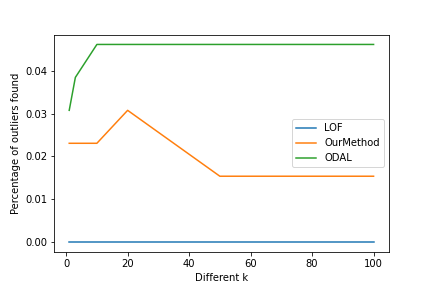 0.04
0.03
0.02
0.01
0.00
Percentage of outliers found
LOF
OurMethod
ODAL
0 20 40 60 80 100
Different k